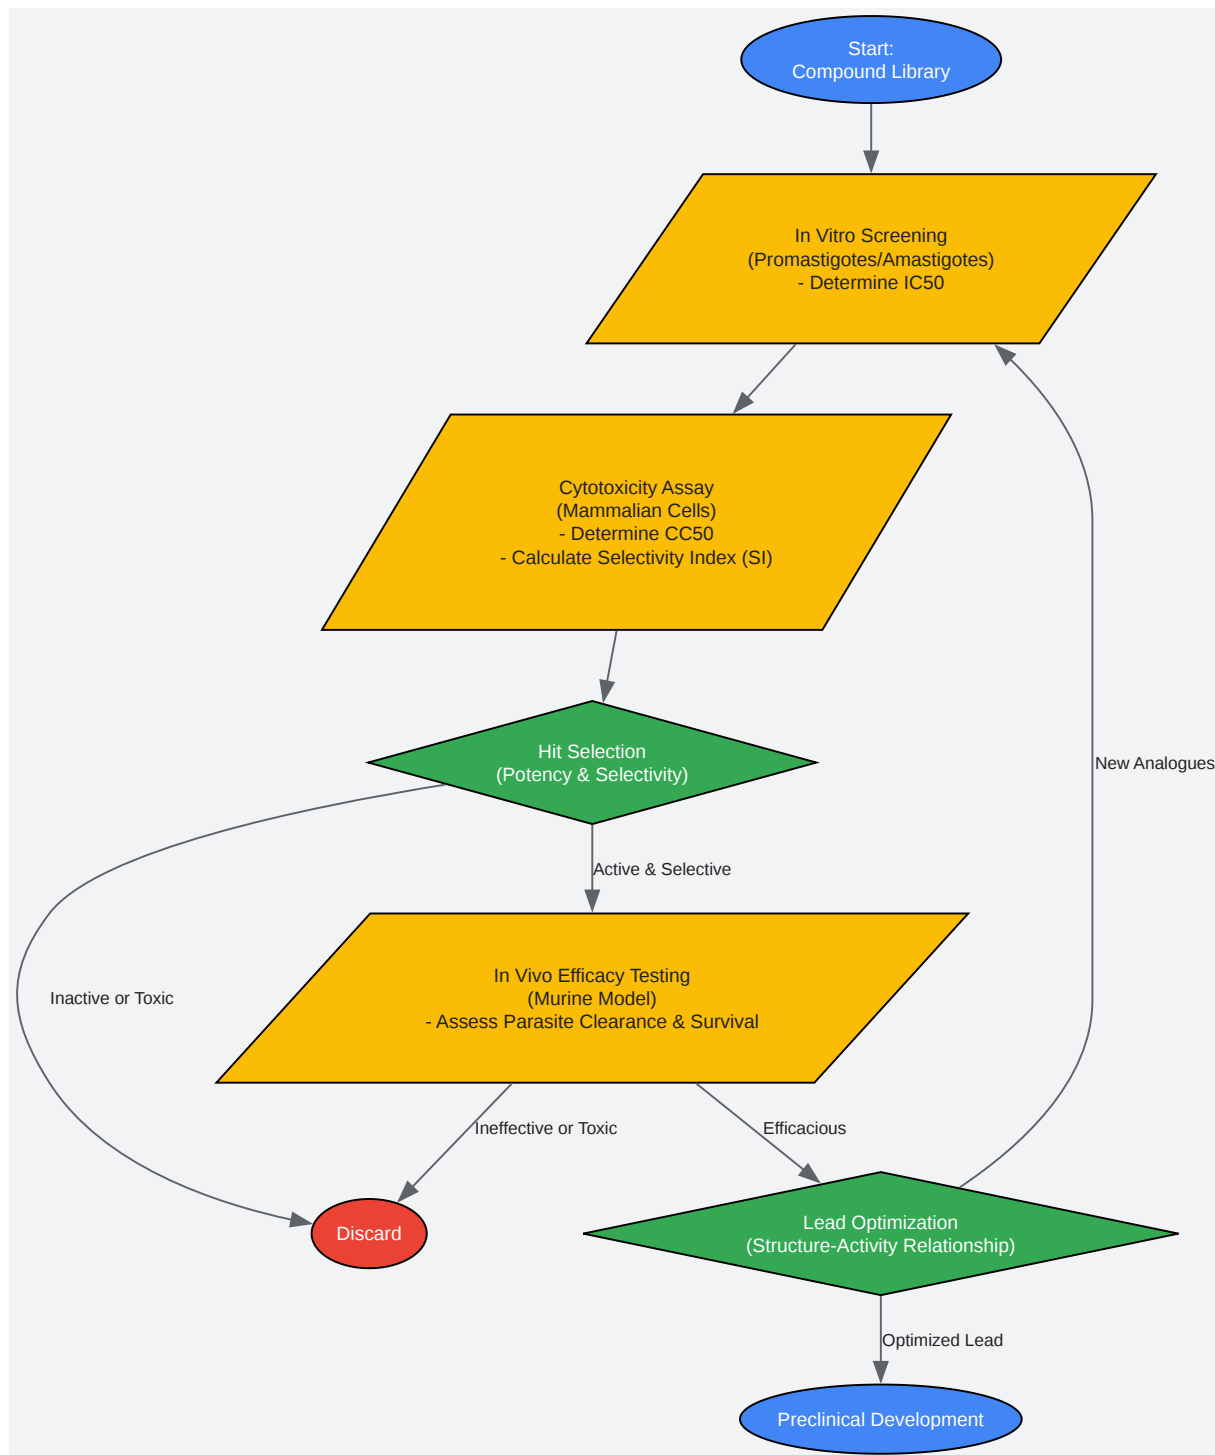 Start:
Compound Library
In Vitro Screening
(Promastigotes/Amastigotes)
- Determine IC50
Cytotoxicity Assay
(Mammalian Cells)
- Determine CC50
- Calculate Selectivity Index (SI)
Hit Selection
(Potency & Selectivity)
New Analogues
Active & Selective
In Vivo Efficacy Testing
(Murine Model)
- Assess Parasite Clearance & Survival
Inactive or Toxic
Ineffective or Toxic
Efficacious
Discard
Lead Optimization
(Structure-Activity Relationship)
Optimized Lead
Preclinical Development